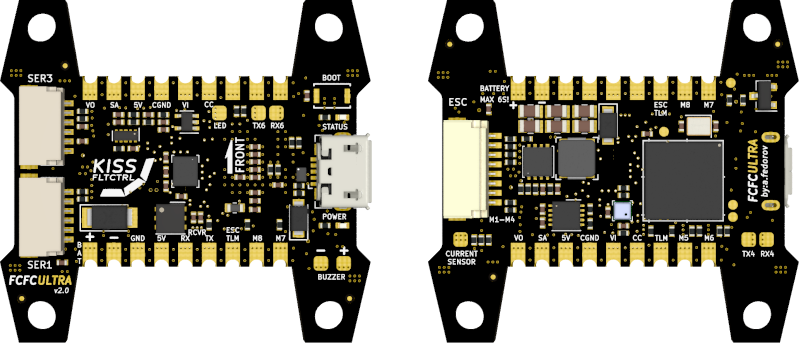 SER3
BOOT
VO SA 5V CGND VI CC
LED TX6 RX6
STATUS
FRONT
KISS
FLTCTRL
POWER
+ - GND 5V RX TX ESC TLM M8 M7
RCVR
BAT
SER1
FCFCULTRA
v2.0
- +
BUZZER
BATTERY
MAX 6S!
+ -
ESC
ESC
TLM
M8 M7
FCFCULTRA
by:a.fedorov
M1-M4
VO SA 5V CGND VI CC TLM M5 M6
CURRENT
SENSOR
TX4 RX4